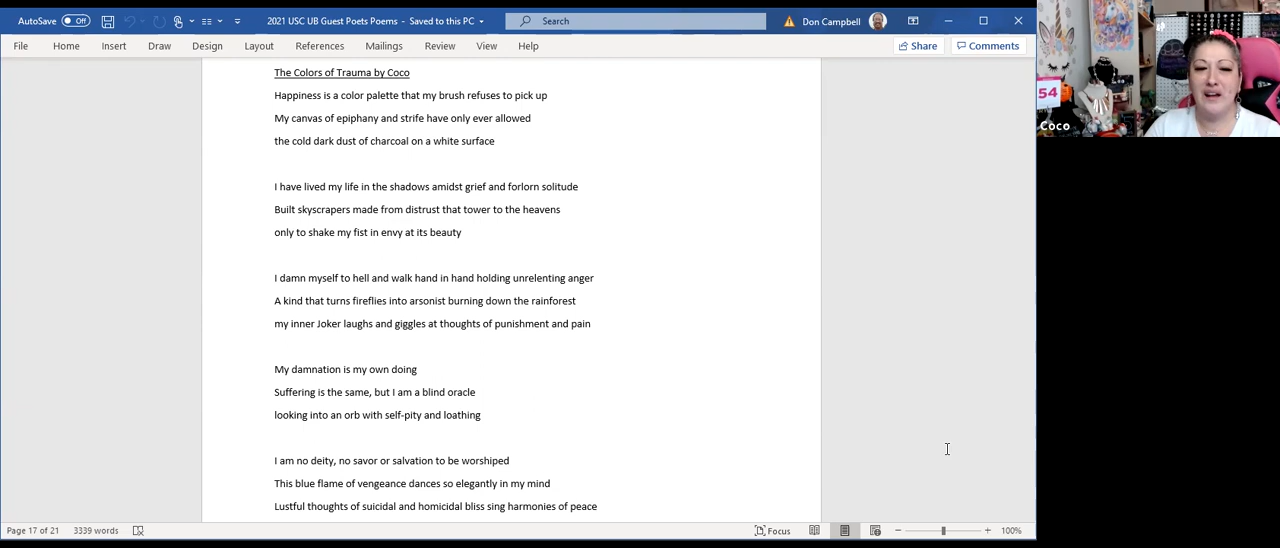 AutoSave Off 2021 USC UB Guest Poets Poems - Saved to this PC Search Don Campbell
File Home Insert Draw Design Layout References Mailings Review View Help Share Comments
The Colors of Trauma by Coco
Happiness is a color palette that my brush refuses to pick up
My canvas of epiphany and strife have only ever allowed
the cold dark dust of charcoal on a white surface
I have lived my life in the shadows amidst grief and forlorn solitude
Built skyscrapers made from distrust that tower to the heavens
only to shake my fist in envy at its beauty
I damn myself to hell and walk hand in hand holding unrelenting anger
A kind that turns fireflies into arsonist burning down the rainforest
my inner Joker laughs and giggles at thoughts of punishment and pain
My damnation is my own doing
Suffering is the same, but I am a blind oracle
looking into an orb with self-pity and loathing
I am no deity, no savor or salvation to be worshiped
This blue flame of vengeance dances so elegantly in my mind
Lustful thoughts of suicidal and homicidal bliss sing harmonies of peace
Page 17 of 21 3339 words Focus 100%
54
Coco